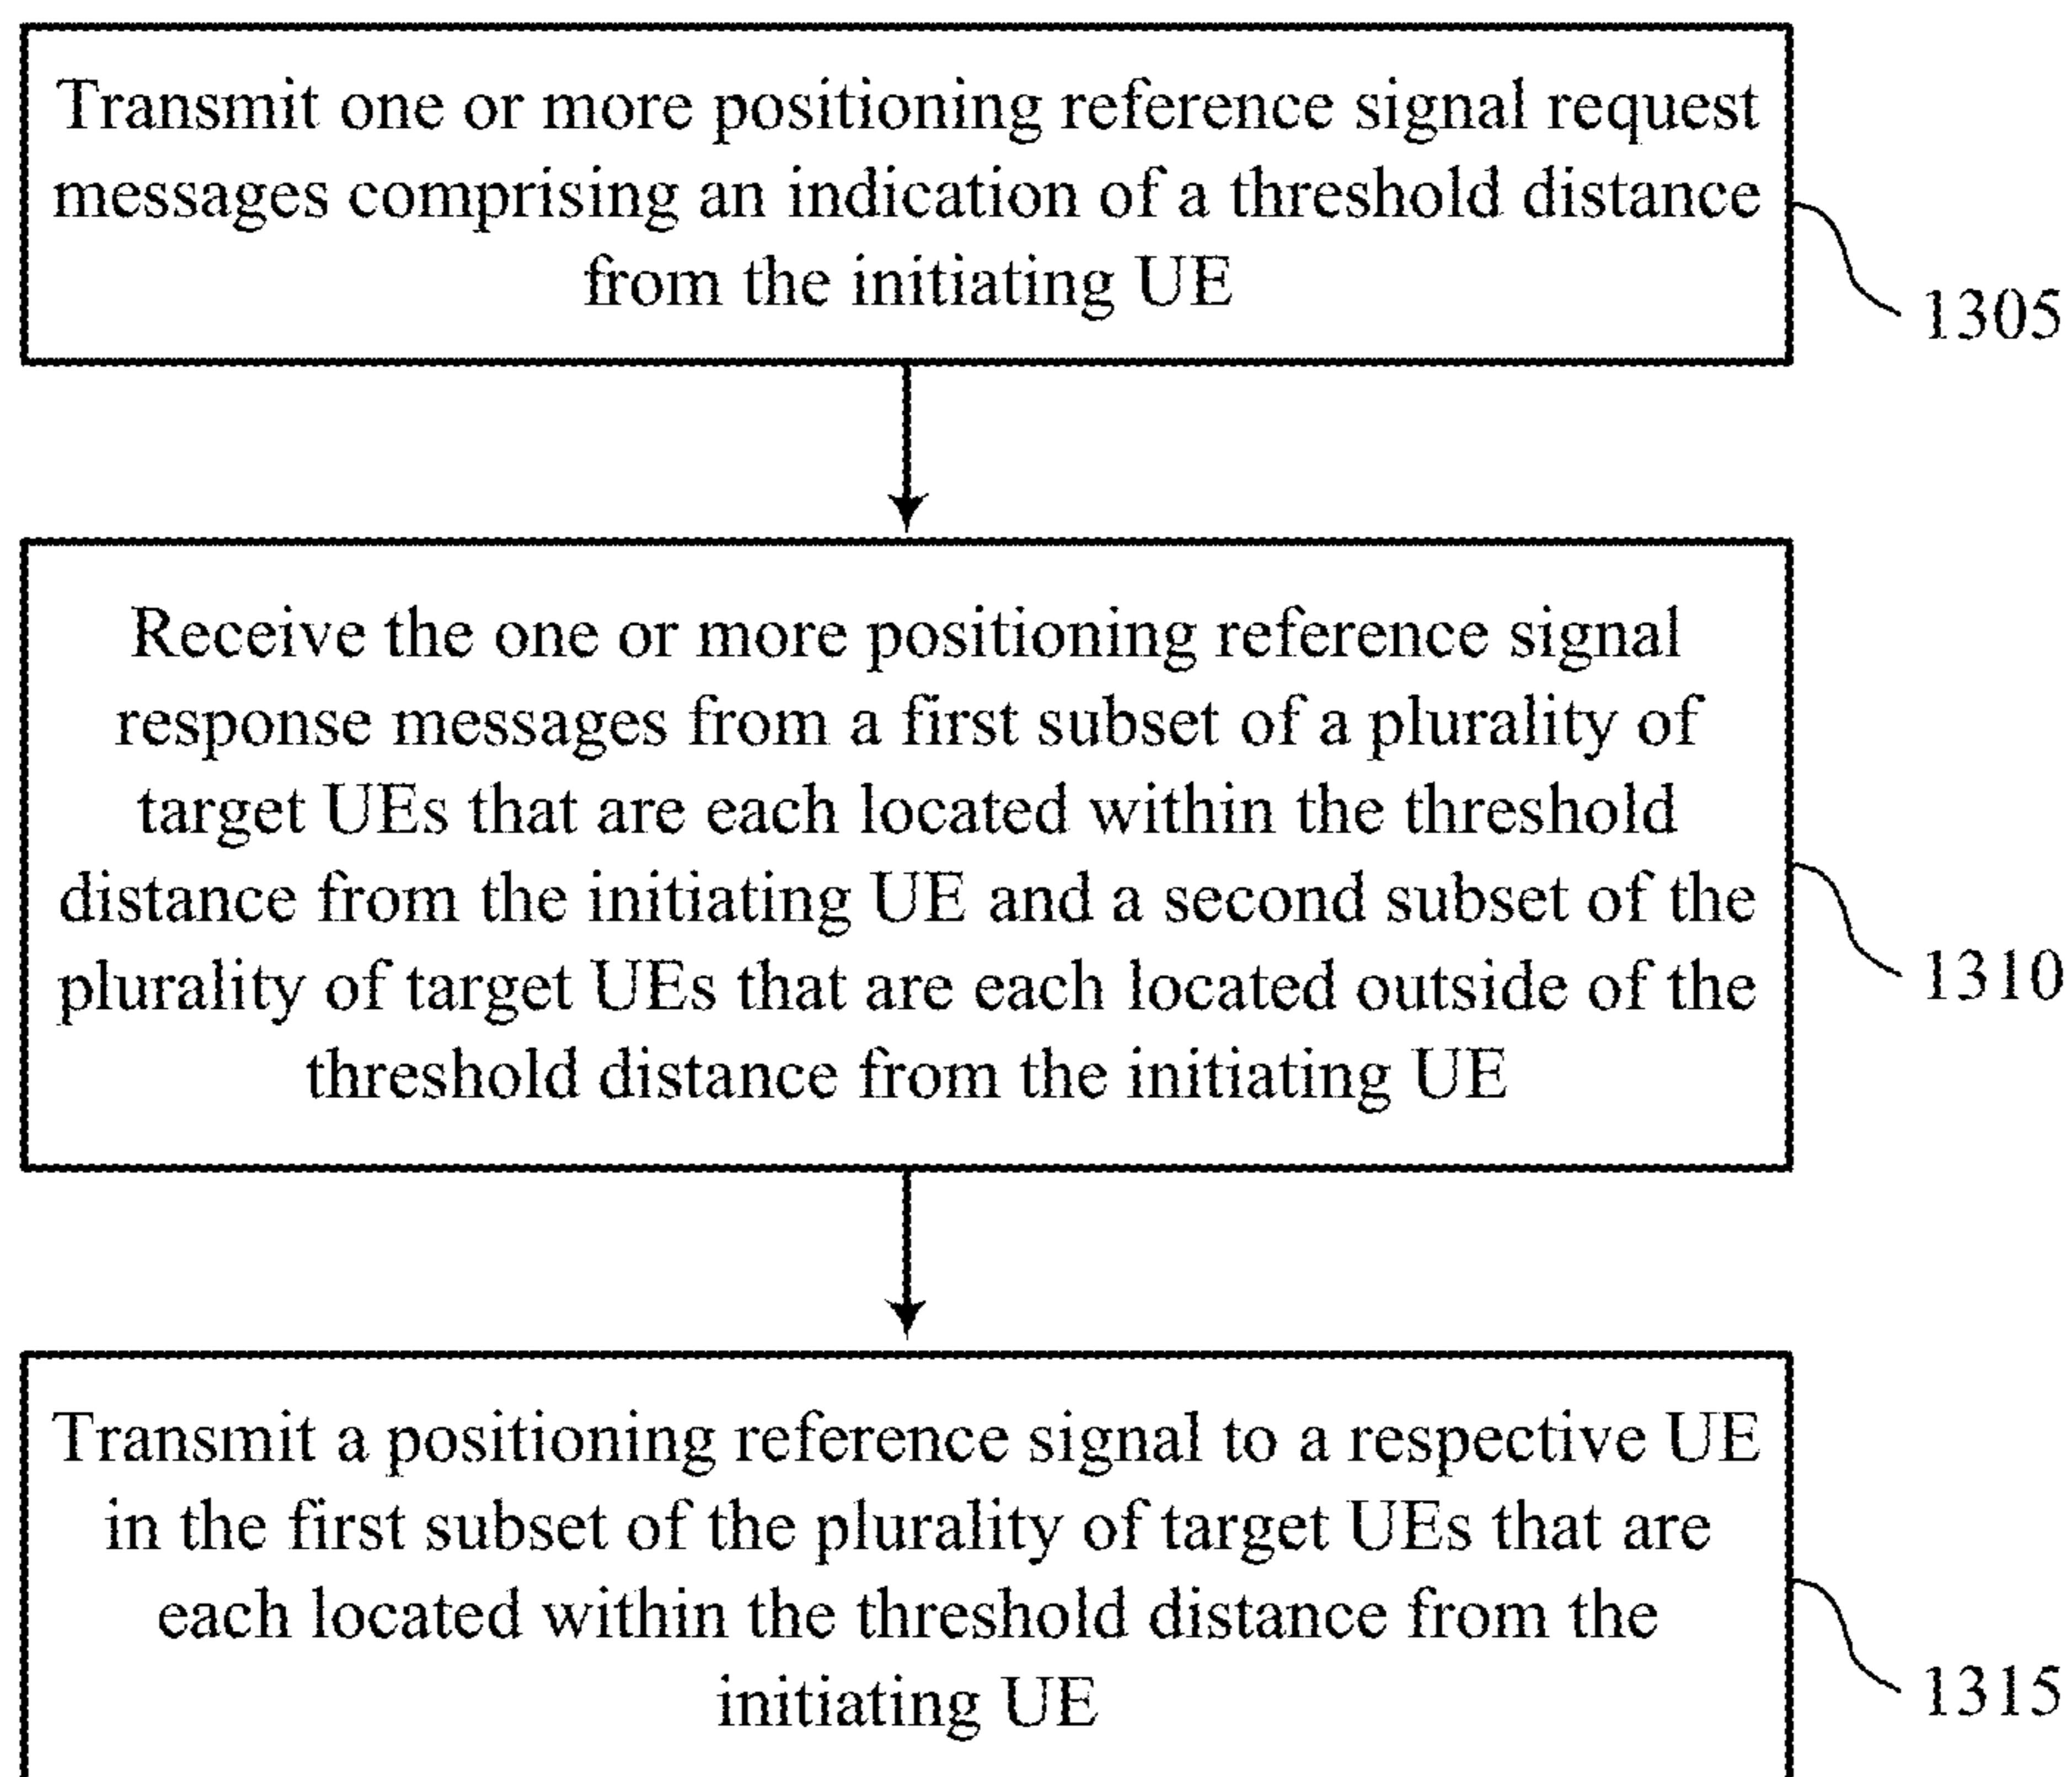 Transmit one or more positioning reference signal request
messages comprising an indication of a threshold distance
from the initiating UE
1305
Receive the one or more positioning reference signal
response messages from a first subset of a plurality of
target UEs that are each located within the threshold
distance from the initiating UE and a second subset of the
plurality of target UEs that are each located outside of the
threshold distance from the initiating UE
1310
Transmit a positioning reference signal to a respective UE
in the first subset of the plurality of target UEs that are
each located within the threshold distance from the
initiating UE
1315